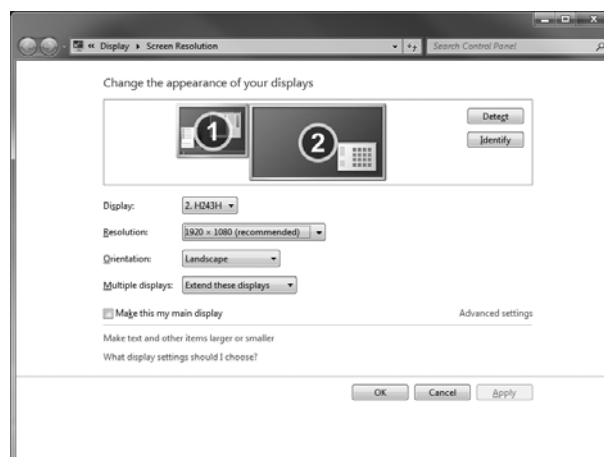 « Display ▸ Screen Resolution
Search Control Panel
Change the appearance of your displays
1
2
Detect
Identify
Display: 2. H243H
Resolution: 1920 × 1080 (recommended)
Orientation: Landscape
Multiple displays: Extend these displays
Make this my main display
Advanced settings
Make text and other items larger or smaller
What display settings should I choose?
OK Cancel Apply